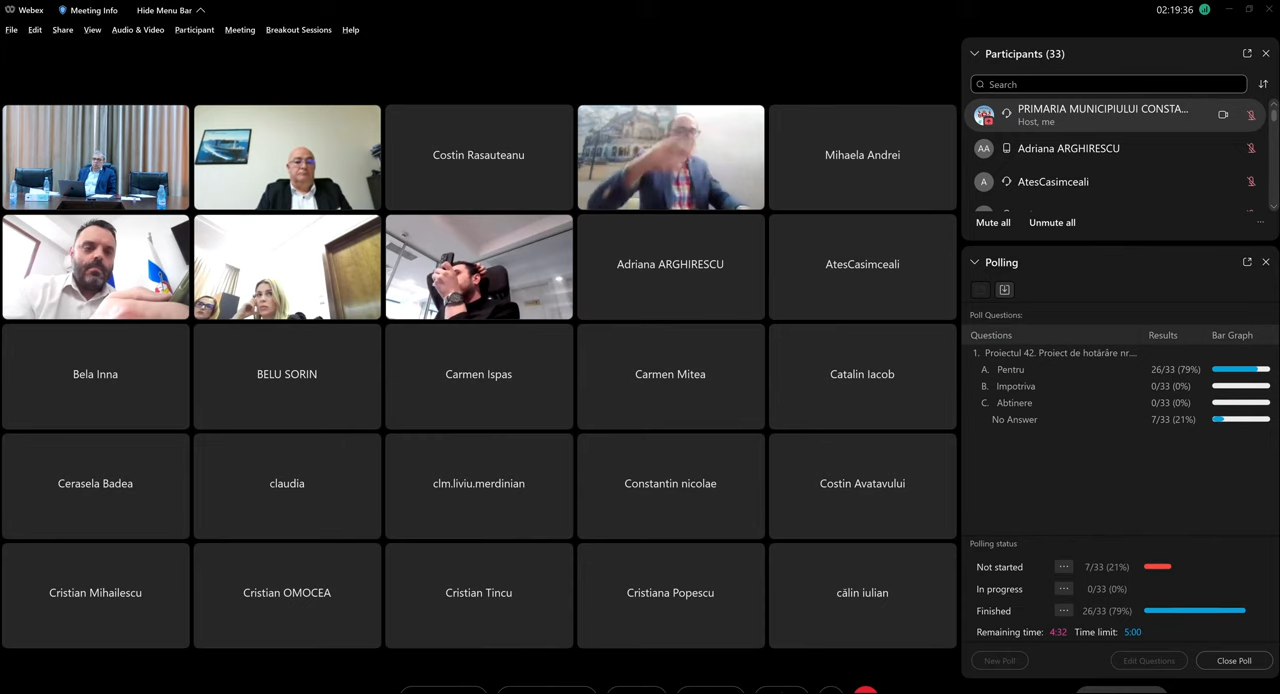 Webex
Meeting Info
Hide Menu Bar
02:19:36
File Edit Share View Audio & Video Participant Meeting Breakout Sessions Help
Costin Rasauteanu
Mihaela Andrei
Adriana ARGHIRESCU
AtesCasimceali
Bela Inna
BELU SORIN
Carmen Ispas
Carmen Mitea
Catalin Iacob
Cerasela Badea
claudia
clm.liviu.merdinian
Constantin nicolae
Costin Avatavului
Cristian Mihailescu
Cristian OMOCEA
Cristian Tincu
Cristiana Popescu
călin iulian
Participants (33)
Search
PRIMARIA MUNICIPIULUI CONSTA...
Host, me
AA Adriana ARGHIRESCU
A AtesCasimceali
Mute all Unmute all ...
Polling
Poll Questions:
Questions Results Bar Graph
1. Proiectul 42. Proiect de hotărâre nr....
A. Pentru 26/33 (79%)
B. Impotriva 0/33 (0%)
C. Abtinere 0/33 (0%)
No Answer 7/33 (21%)
Polling status
Not started ... 7/33 (21%)
In progress ... 0/33 (0%)
Finished ... 26/33 (79%)
Remaining time: 4:32 Time limit: 5:00
New Poll Edit Questions Close Poll